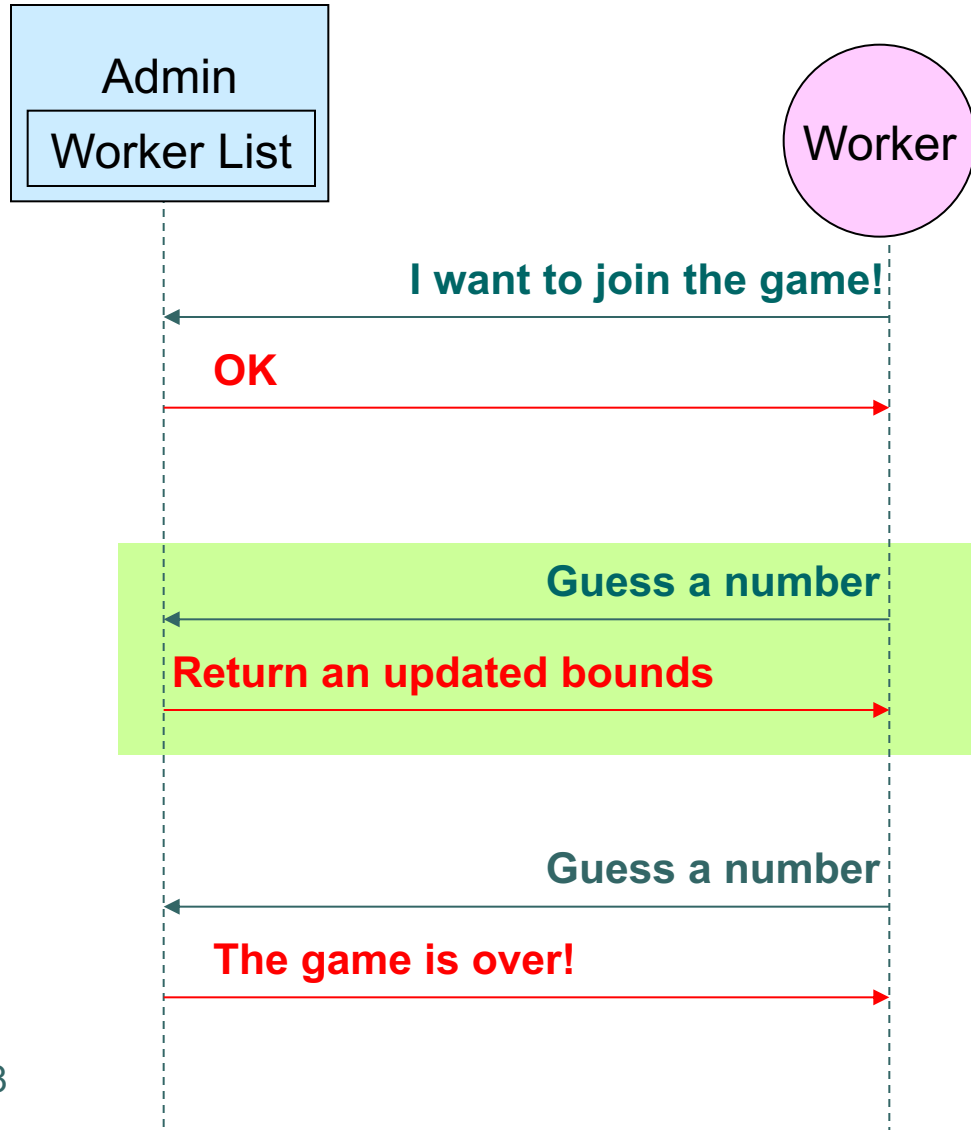 Admin
Worker List
Worker
I want to join the game!
OK
Guess a number
Return an updated bounds
Guess a number
The game is over!